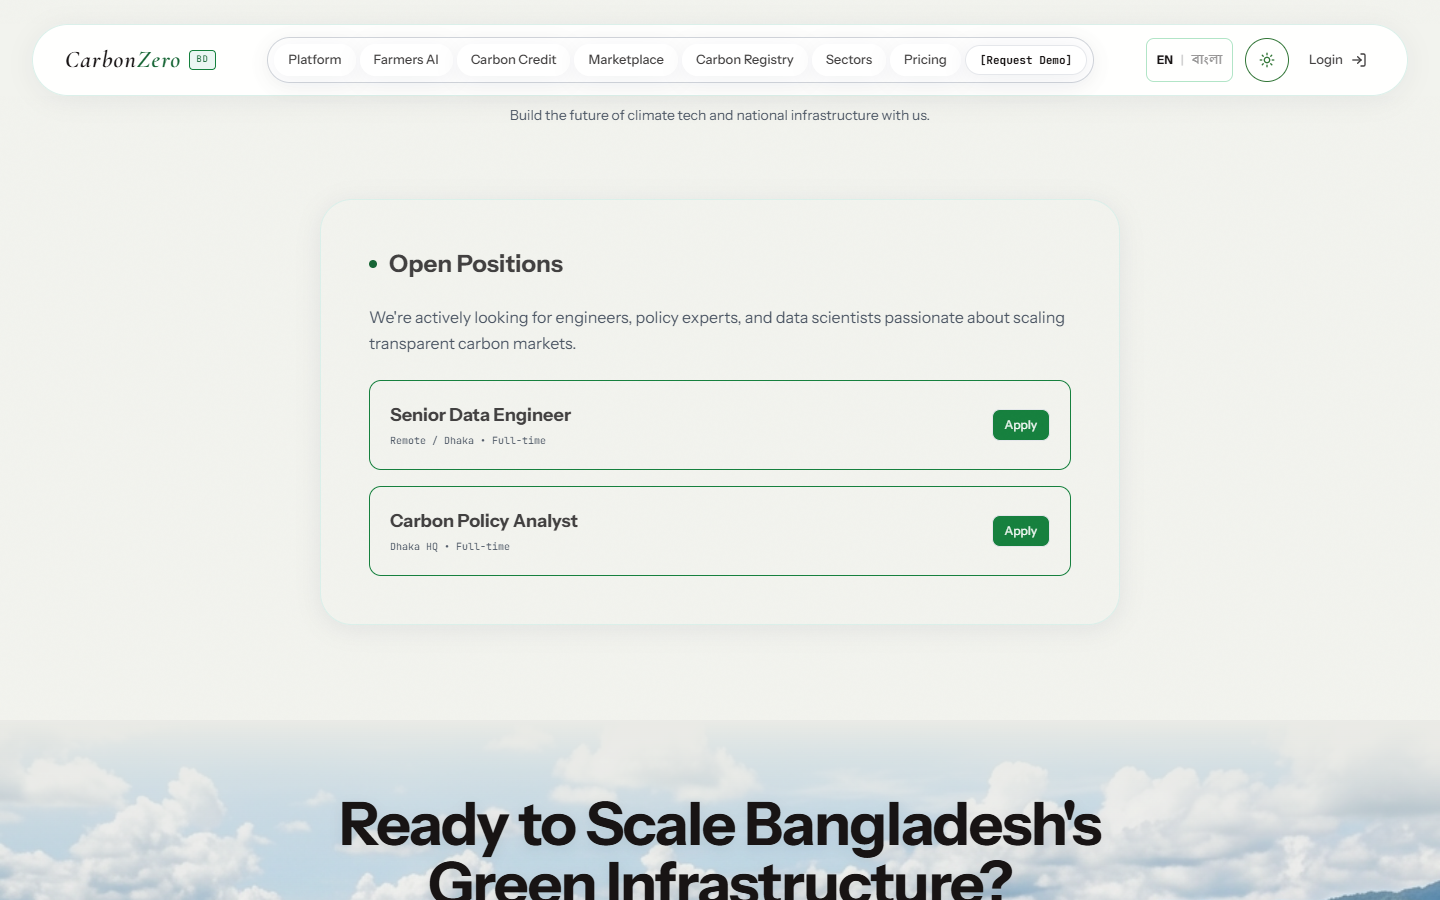 CarbonZero BD
Platform Farmers AI Carbon Credit Marketplace Carbon Registry Sectors Pricing [Request Demo]
EN | বাংলা
Login
Build the future of climate tech and national infrastructure with us.
Open Positions
We're actively looking for engineers, policy experts, and data scientists passionate about scaling
transparent carbon markets.
Senior Data Engineer
Remote / Dhaka • Full-time
Apply
Carbon Policy Analyst
Dhaka HQ • Full-time
Apply
Ready to Scale Bangladesh's
Green Infrastructure?